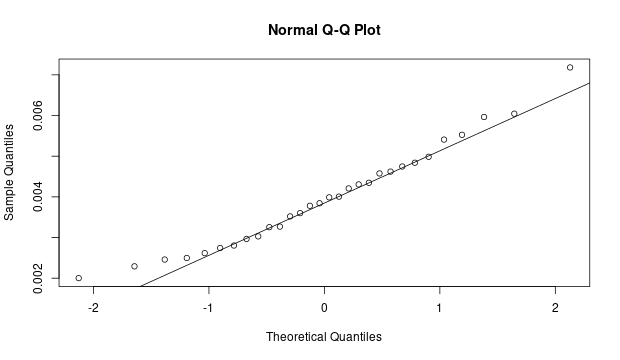 Normal Q-Q Plot
Sample Quantiles
0.006
0.004
0.002
-2 -1 0 1 2
Theoretical Quantiles